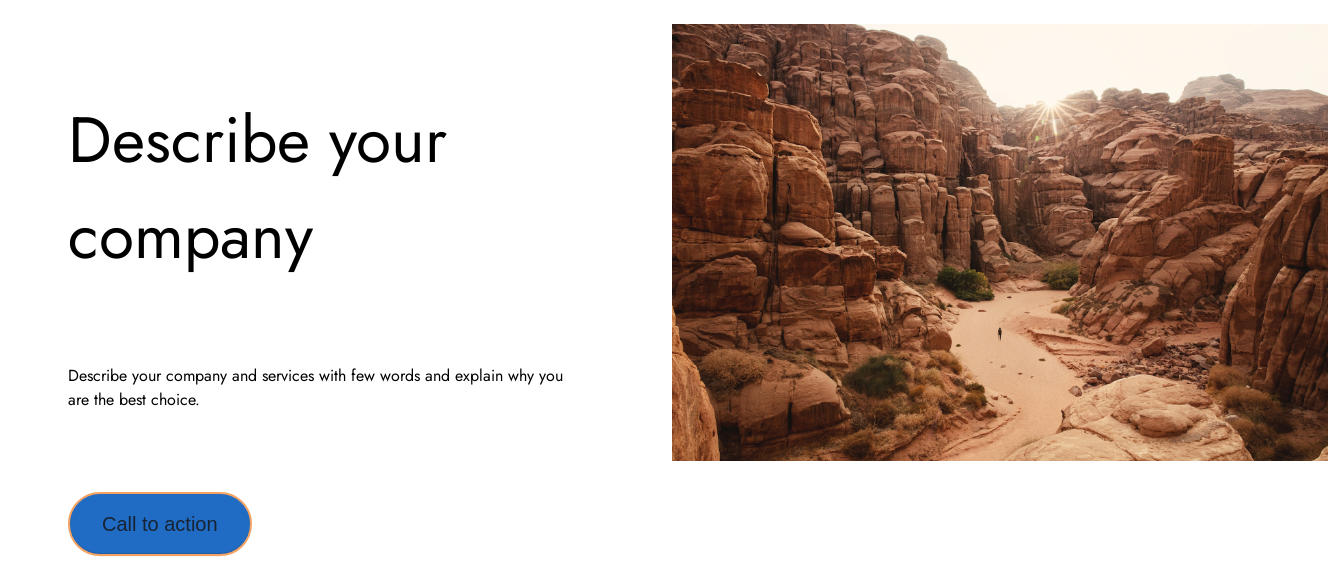 Describe your
company
Describe your company and services with few words and explain why you
are the best choice.
Call to action